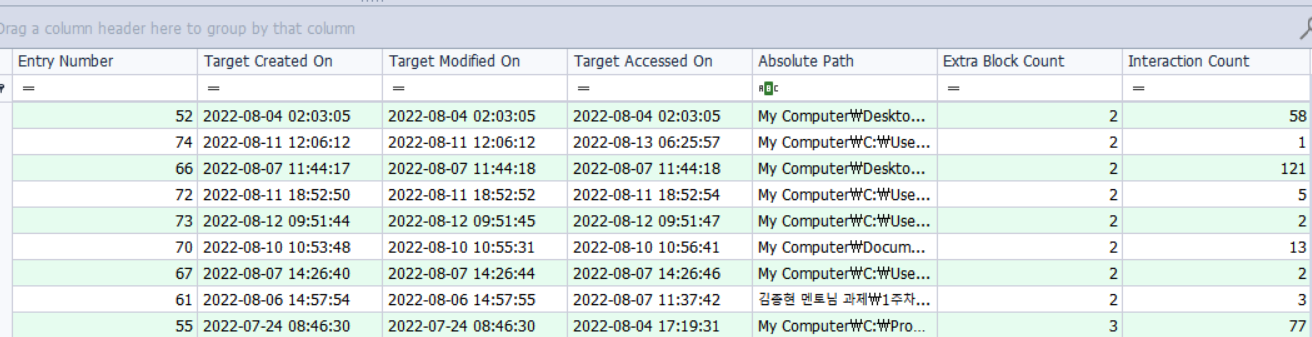 Drag a column header here to group by that column
Entry Number Target Created On Target Modified On Target Accessed On Absolute Path Extra Block Count Interaction Count
= = = = ABC = =
52 2022-08-04 02:03:05 2022-08-04 02:03:05 2022-08-04 02:03:05 My Computer₩Deskto... 2 58
74 2022-08-11 12:06:12 2022-08-11 12:06:12 2022-08-13 06:25:57 My Computer₩C:₩Use... 2 1
66 2022-08-07 11:44:17 2022-08-07 11:44:18 2022-08-07 11:44:18 My Computer₩Deskto... 2 121
72 2022-08-11 18:52:50 2022-08-11 18:52:52 2022-08-11 18:52:54 My Computer₩C:₩Use... 2 5
73 2022-08-12 09:51:44 2022-08-12 09:51:45 2022-08-12 09:51:47 My Computer₩C:₩Use... 2 2
70 2022-08-10 10:53:48 2022-08-10 10:55:31 2022-08-10 10:56:41 My Computer₩Docum... 2 13
67 2022-08-07 14:26:40 2022-08-07 14:26:44 2022-08-07 14:26:46 My Computer₩C:₩Use... 2 2
61 2022-08-06 14:57:54 2022-08-06 14:57:55 2022-08-07 11:37:42 김종현 멘토님 과제₩1주차... 2 3
55 2022-07-24 08:46:30 2022-07-24 08:46:30 2022-08-04 17:19:31 My Computer₩C:₩Pro... 3 77